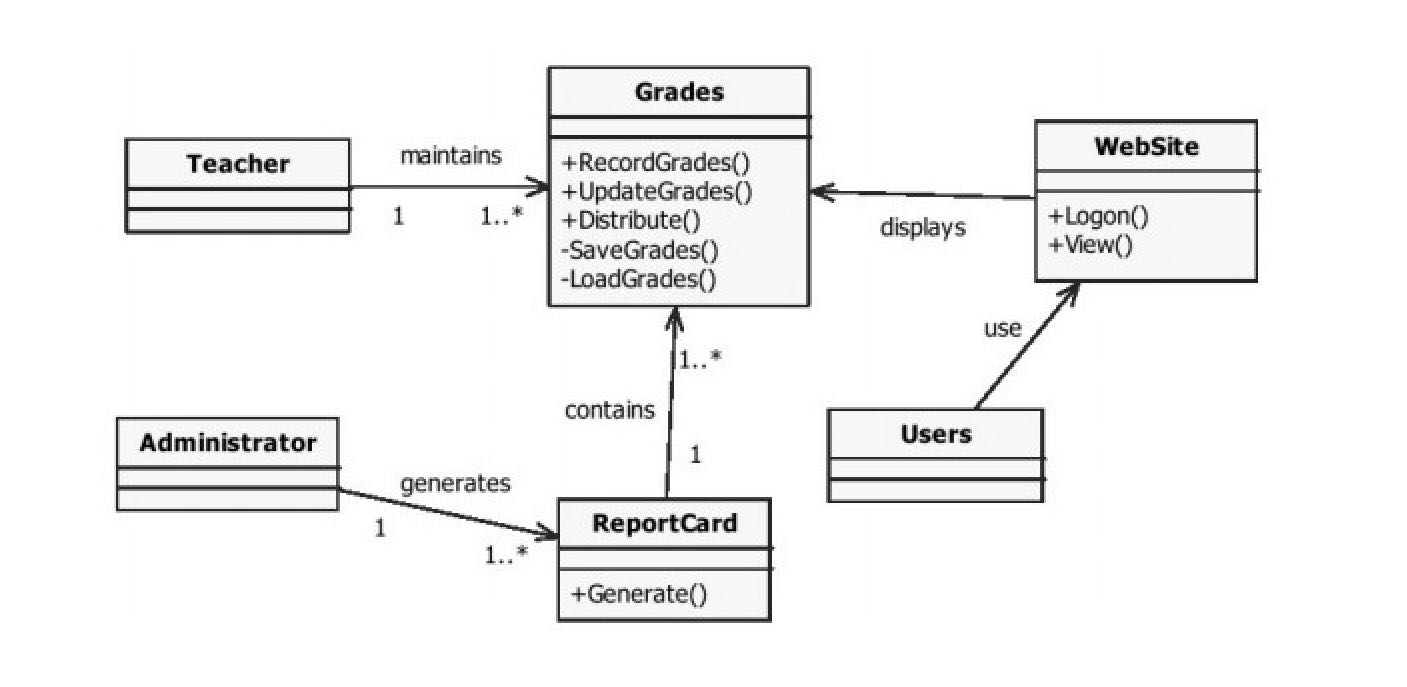 Grades
+RecordGrades()
+UpdateGrades()
+Distribute()
-SaveGrades()
-LoadGrades()
Teacher
maintains
1
1..*
WebSite
+Logon()
+View()
displays
use
Users
1..*
contains
1
Administrator
generates
1
1..*
ReportCard
+Generate()